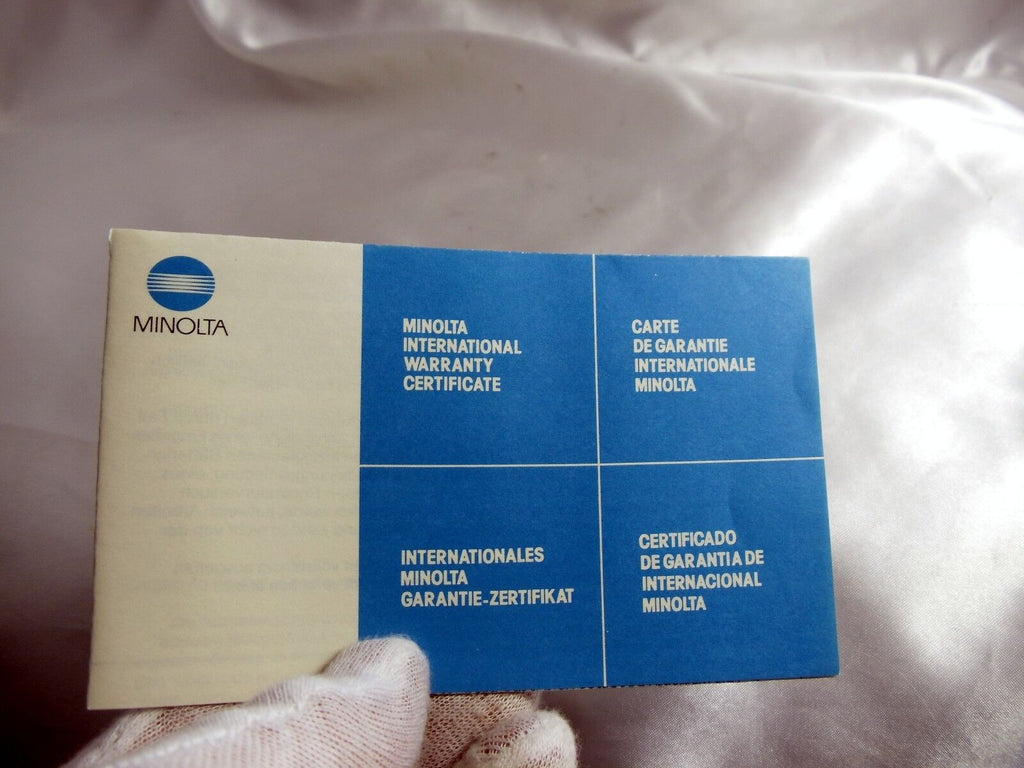 MINOLTA
MINOLTA
INTERNATIONAL
WARRANTY
CERTIFICATE
CARTE
DE GARANTIE
INTERNATIONALE
MINOLTA
INTERNATIONALES
MINOLTA
GARANTIE-ZERTIFIKAT
CERTIFICADO
DE GARANTIA DE
INTERNACIONAL
MINOLTA